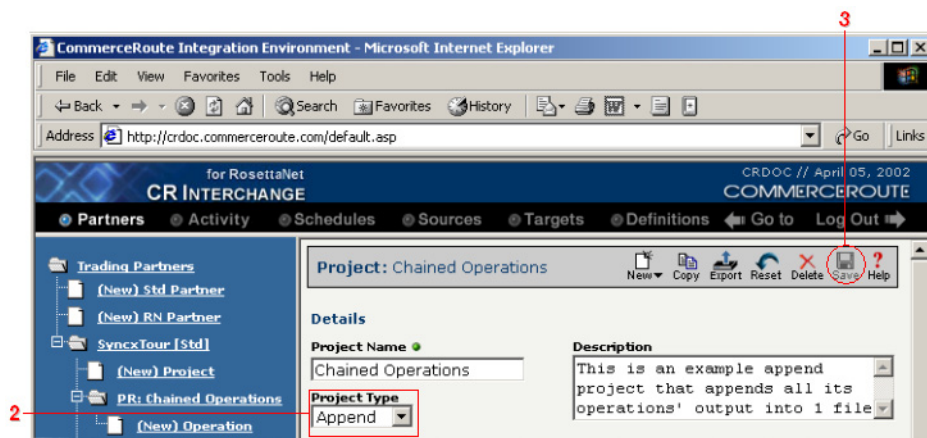 3
CommerceRoute Integration Environment - Microsoft Internet Explorer
File Edit View Favorites Tools Help
Back Search Favorites History
Address http://crdoc.commerceroute.com/default.asp Go Links
for RosettaNet
CR INTERCHANGE
CRDOC // April 05, 2002
COMMERCEROUTE
Partners Activity Schedules Sources Targets Definitions Go to Log Out
Trading Partners
(New) Std Partner
(New) RN Partner
SyncxTour [Std]
(New) Project
PR: Chained Operations
(New) Operation
Project: Chained Operations
New Copy Export Reset Delete Save Help
Details
Project Name
Chained Operations
Project Type
Append
2
Description
This is an example append
project that appends all its
operations' output into 1 file